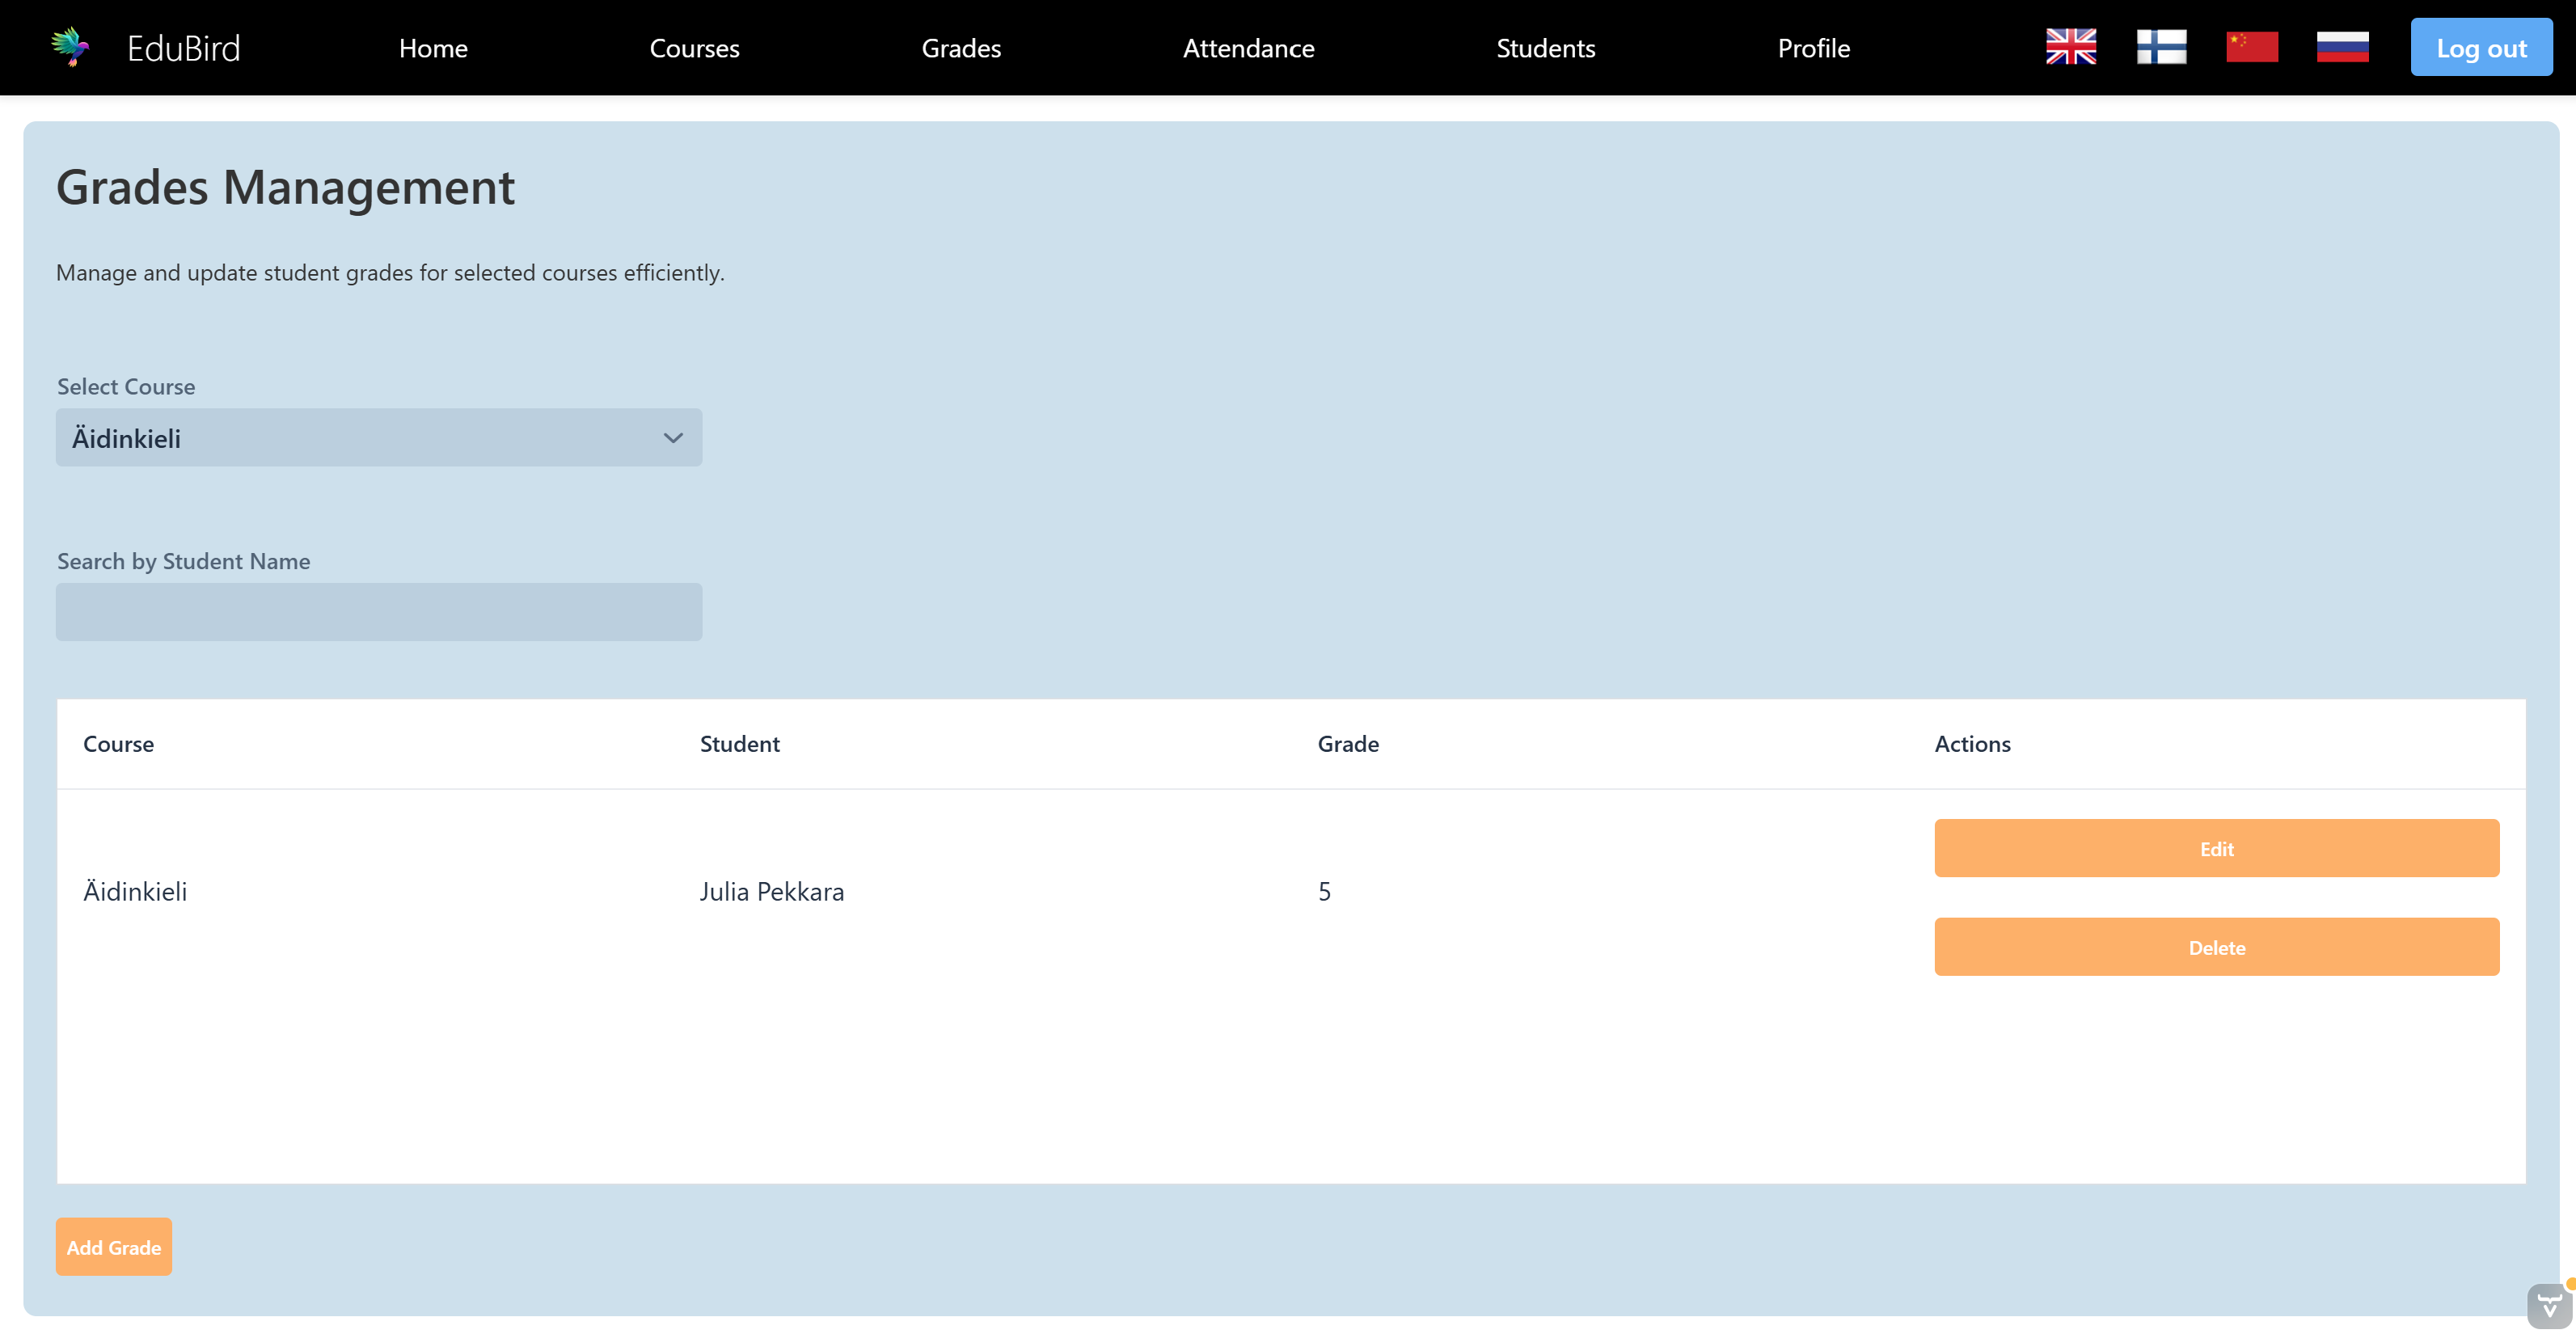 EduBird Home Courses Grades Attendance Students Profile Log out
Grades Management
Manage and update student grades for selected courses efficiently.
Select Course
Äidinkieli
Search by Student Name
Course Student Grade Actions
Edit
Äidinkieli Julia Pekkara 5
Delete
Add Grade